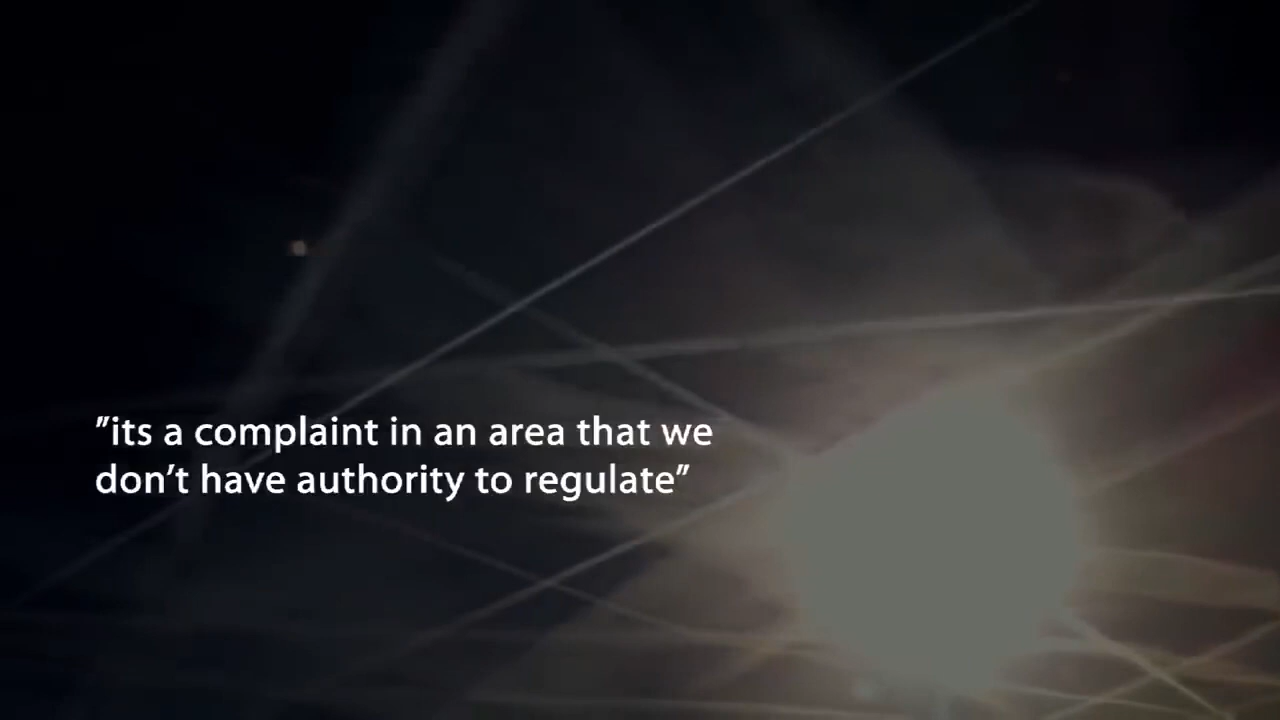 "its a complaint in an area that we
don't have authority to regulate"